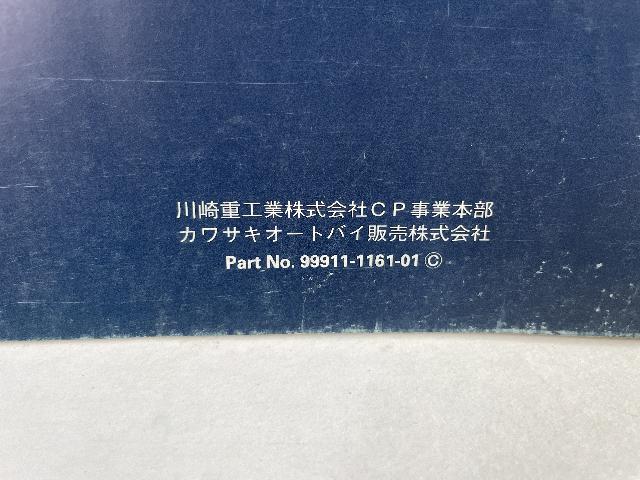 川崎重工業株式会社CP事業本部
カワサキオートバイ販売株式会社
Part No. 99911-1161-01 ©